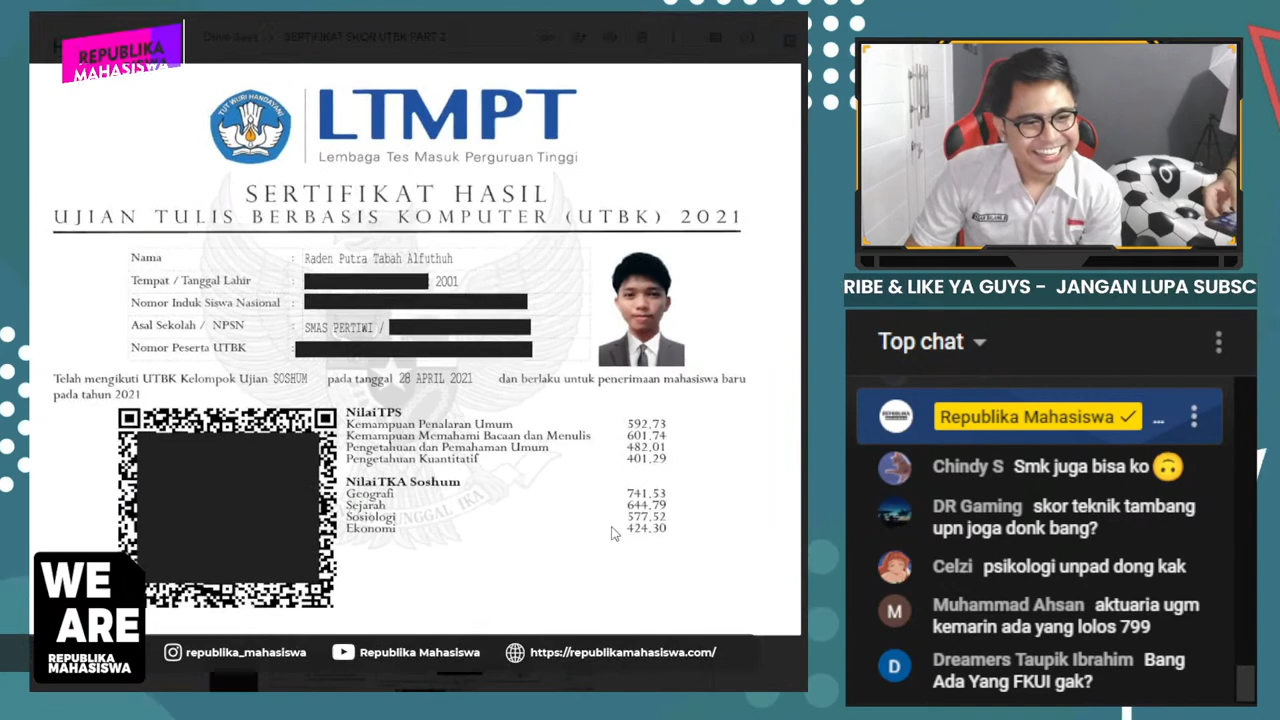 REPUBLIKA
MAHASISWA
SERTIFIKAT SKOR UTBK PART 2
TUT WURI HANDAYANI
LTMPT
Lembaga Tes Masuk Perguruan Tinggi
SERTIFIKAT HASIL
UJIAN TULIS BERBASIS KOMPUTER (UTBK) 2021
Nama : Raden Putra Tabah Alfuthuh
Tempat / Tanggal Lahir : 2001
Nomor Induk Siswa Nasional :
Asal Sekolah / NPSN : SMAS PERTIWI /
Nomor Peserta UTBK :
Telah mengikuti UTBK Kelompok Ujian SOSHUM pada tanggal 28 APRIL 2021 dan berlaku untuk penerimaan mahasiswa baru
pada tahun 2021
Nilai TPS
Kemampuan Penalaran Umum 592,73
Kemampuan Memahami Bacaan dan Menulis 601,74
Pengetahuan dan Pemahaman Umum 482,01
Pengetahuan Kuantitatif 401,29
Nilai TKA Soshum
Geografi 741,53
Sejarah 644,79
Sosiologi 577,52
Ekonomi 424,30
WE
ARE
REPUBLIKA
MAHASISWA
republika_mahasiswa
Republika Mahasiswa
https://republikamahasiswa.com/
RIBE & LIKE YA GUYS - JANGAN LUPA SUBSC
Top chat
Republika Mahasiswa ...
Chindy S Smk juga bisa ko 🙃
DR Gaming skor teknik tambang
upn joga donk bang?
Celzi psikologi unpad dong kak
M
Muhammad Ahsan aktuaria ugm
kemarin ada yang lolos 799
D
Dreamers Taupik Ibrahim Bang
Ada Yang FKUI gak?